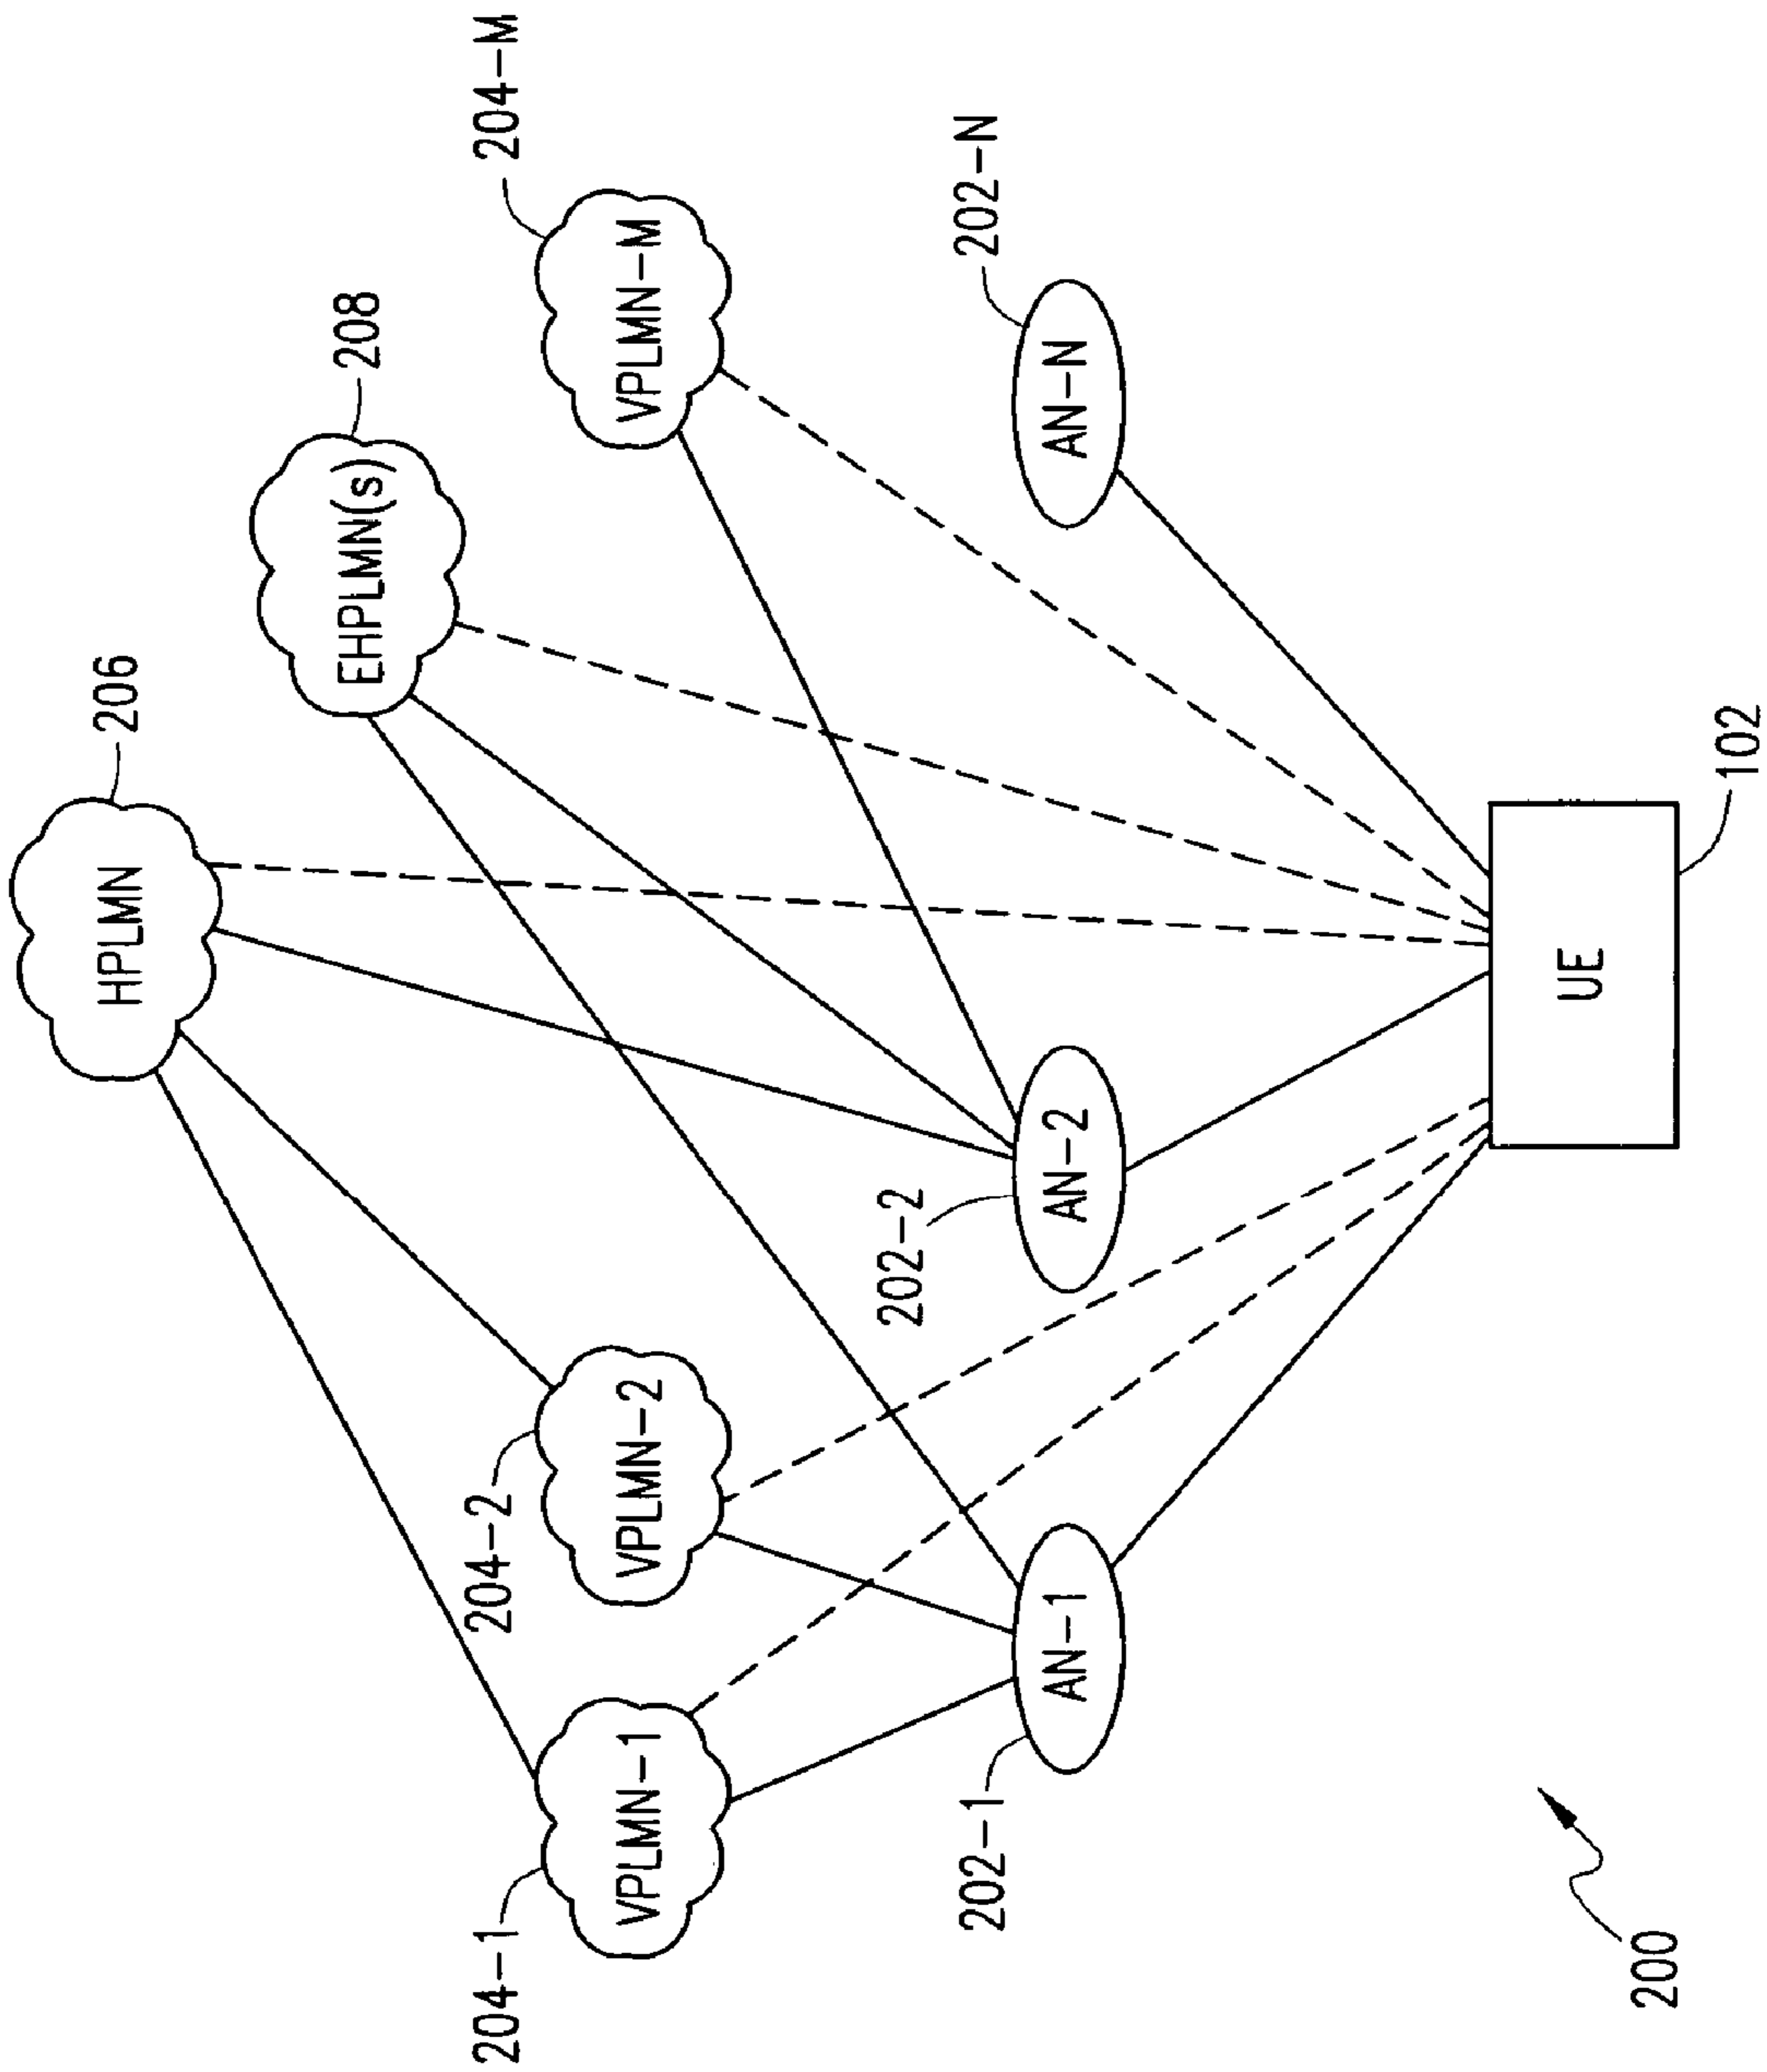 HPLMN
206
EHPLMN(s)
208
204-1
VPLMN-1
204-2
VPLMN-2
VPLMN-M
204-M
202-1
AN-1
202-2
AN-2
AN-N
202-N
UE
102
200